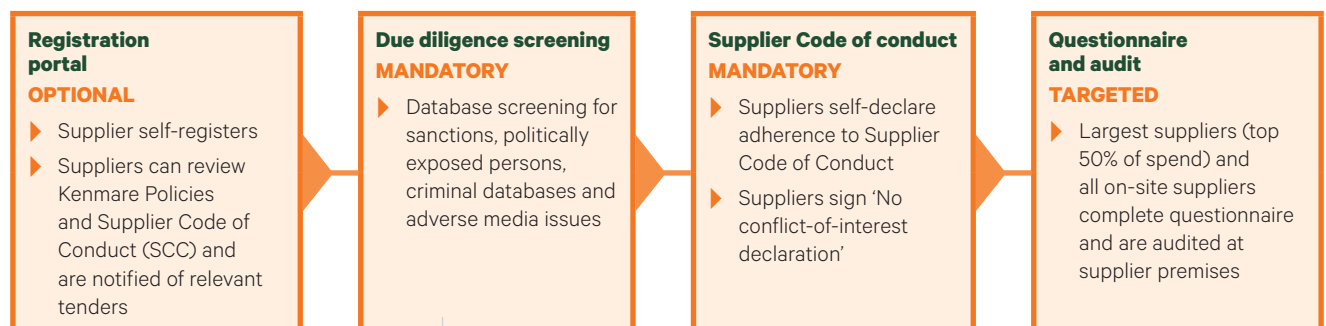 Registration
portal
OPTIONAL
Supplier self-registers
Suppliers can review
Kenmare Policies
and Supplier Code of
Conduct (SCC) and
are notified of relevant
tenders
Due diligence screening
MANDATORY
Database screening for
sanctions, politically
exposed persons,
criminal databases and
adverse media issues
Supplier Code of conduct
MANDATORY
Suppliers self-declare
adherence to Supplier
Code of Conduct
Suppliers sign ‘No
conflict-of-interest
declaration’
Questionnaire
and audit
TARGETED
Largest suppliers (top
50% of spend) and
all on-site suppliers
complete questionnaire
and are audited at
supplier premises